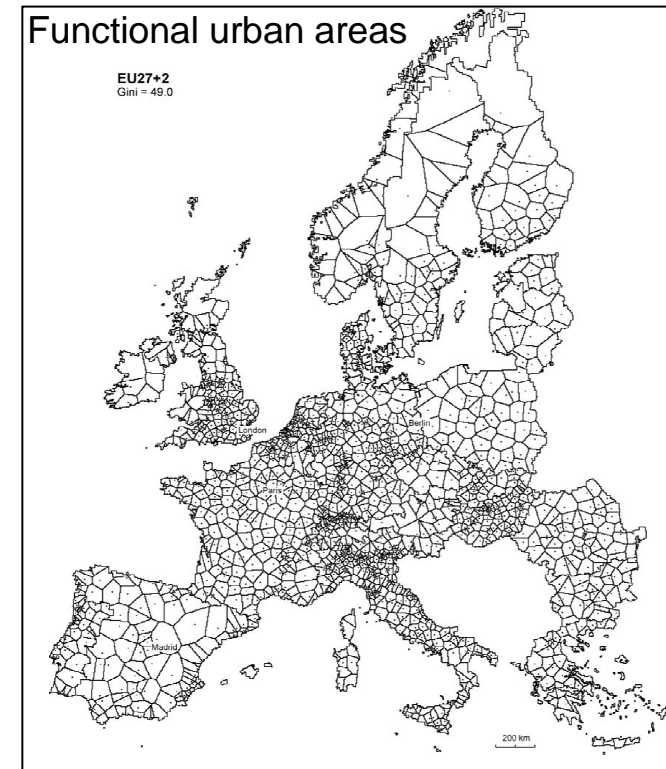 Functional urban areas
EU27+2
Gini = 49.0
London
Berlin
Paris
Madrid
200 km